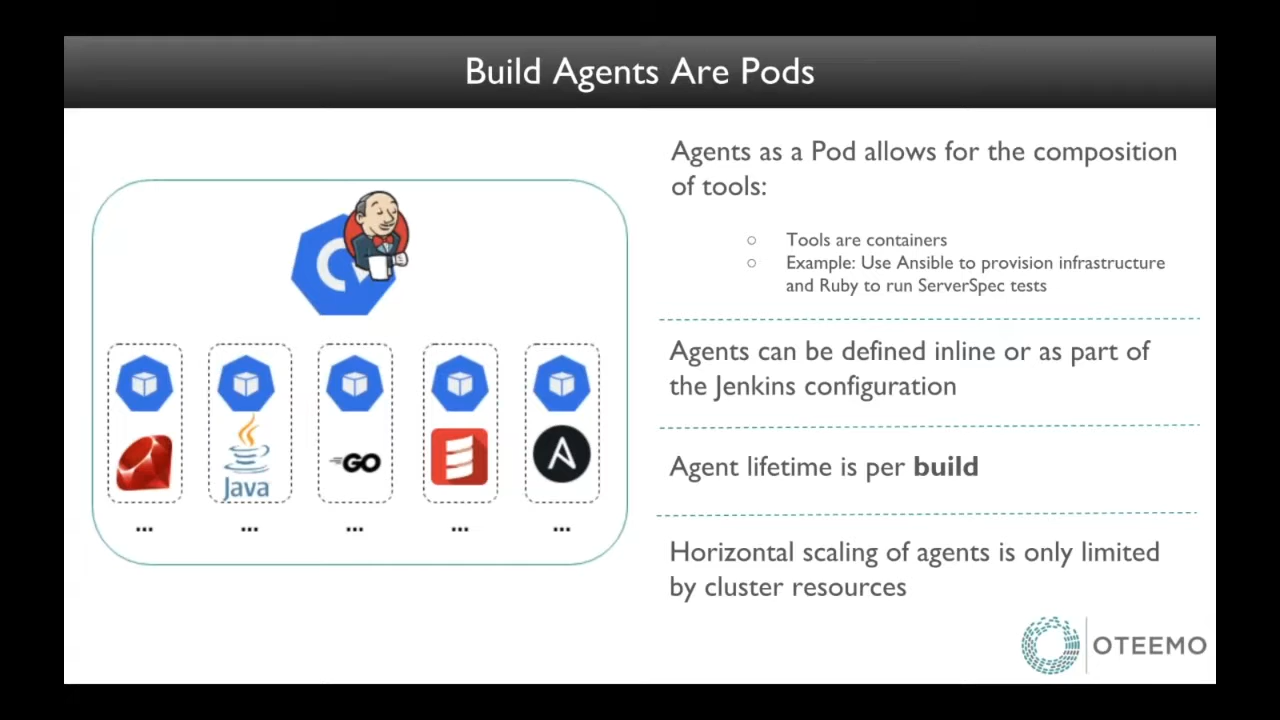 Build Agents Are Pods
Agents as a Pod allows for the composition
of tools:
○ Tools are containers
○ Example: Use Ansible to provision infrastructure
and Ruby to run ServerSpec tests
Agents can be defined inline or as part of
the Jenkins configuration
Agent lifetime is per build
Horizontal scaling of agents is only limited
by cluster resources
Java
GO
... ... ... ... ...
OTEEMO